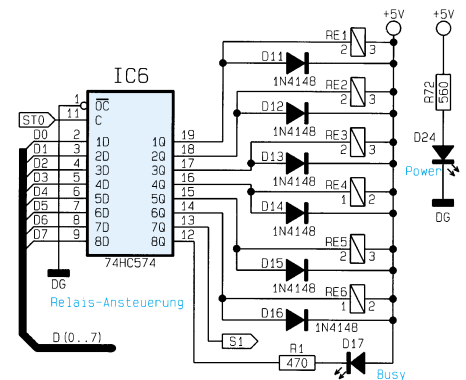 +5V +5V
RE1
2 3
D11
1N4148
IC6
RE2
2 3
D12
1N4148
R72
560
1 OC
11 C
ST0
D0 2 1D 1Q 19
D1 3 2D 2Q 18
D2 4 3D 3Q 17
D3 5 4D 4Q 16
D4 6 5D 5Q 15
D5 7 6D 6Q 14
D6 8 7D 7Q 13
D7 9 8D 8Q 12
74HC574
RE3
2 3
D13
1N4148
D24
Power
RE4
1 2
D14
1N4148
DG
RE5
2 3
D15
1N4148
DG
Relais-Ansteuerung
RE6
1 2
D16
1N4148
D(0..7)
S1
R1
470
D17
Busy